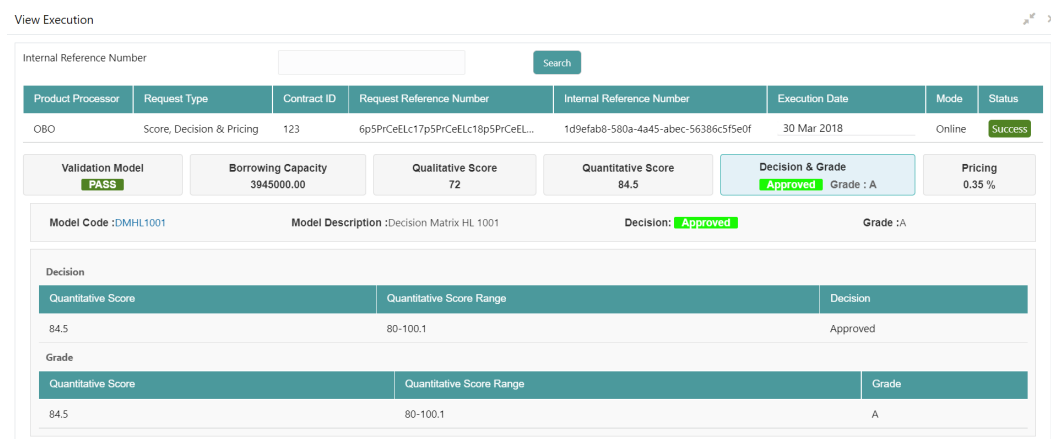 View Execution
Internal Reference Number
Search
Product Processor Request Type Contract ID Request Reference Number Internal Reference Number Execution Date Mode Status
OBO Score, Decision & Pricing 123 6p5PrCeELc17p5PrCeELc18p5PrCeEL... 1d9efab8-580a-4a45-abec-56386c5f5e0f 30 Mar 2018 Online Success
Validation Model Borrowing Capacity Qualitative Score Quantitative Score Decision & Grade Pricing
PASS 3945000.00 72 84.5 Approved Grade : A 0.35 %
Model Code :DMHL1001 Model Description :Decision Matrix HL 1001 Decision: Approved Grade :A
Decision
Quantitative Score Quantitative Score Range Decision
84.5 80-100.1 Approved
Grade
Quantitative Score Quantitative Score Range Grade
84.5 80-100.1 A